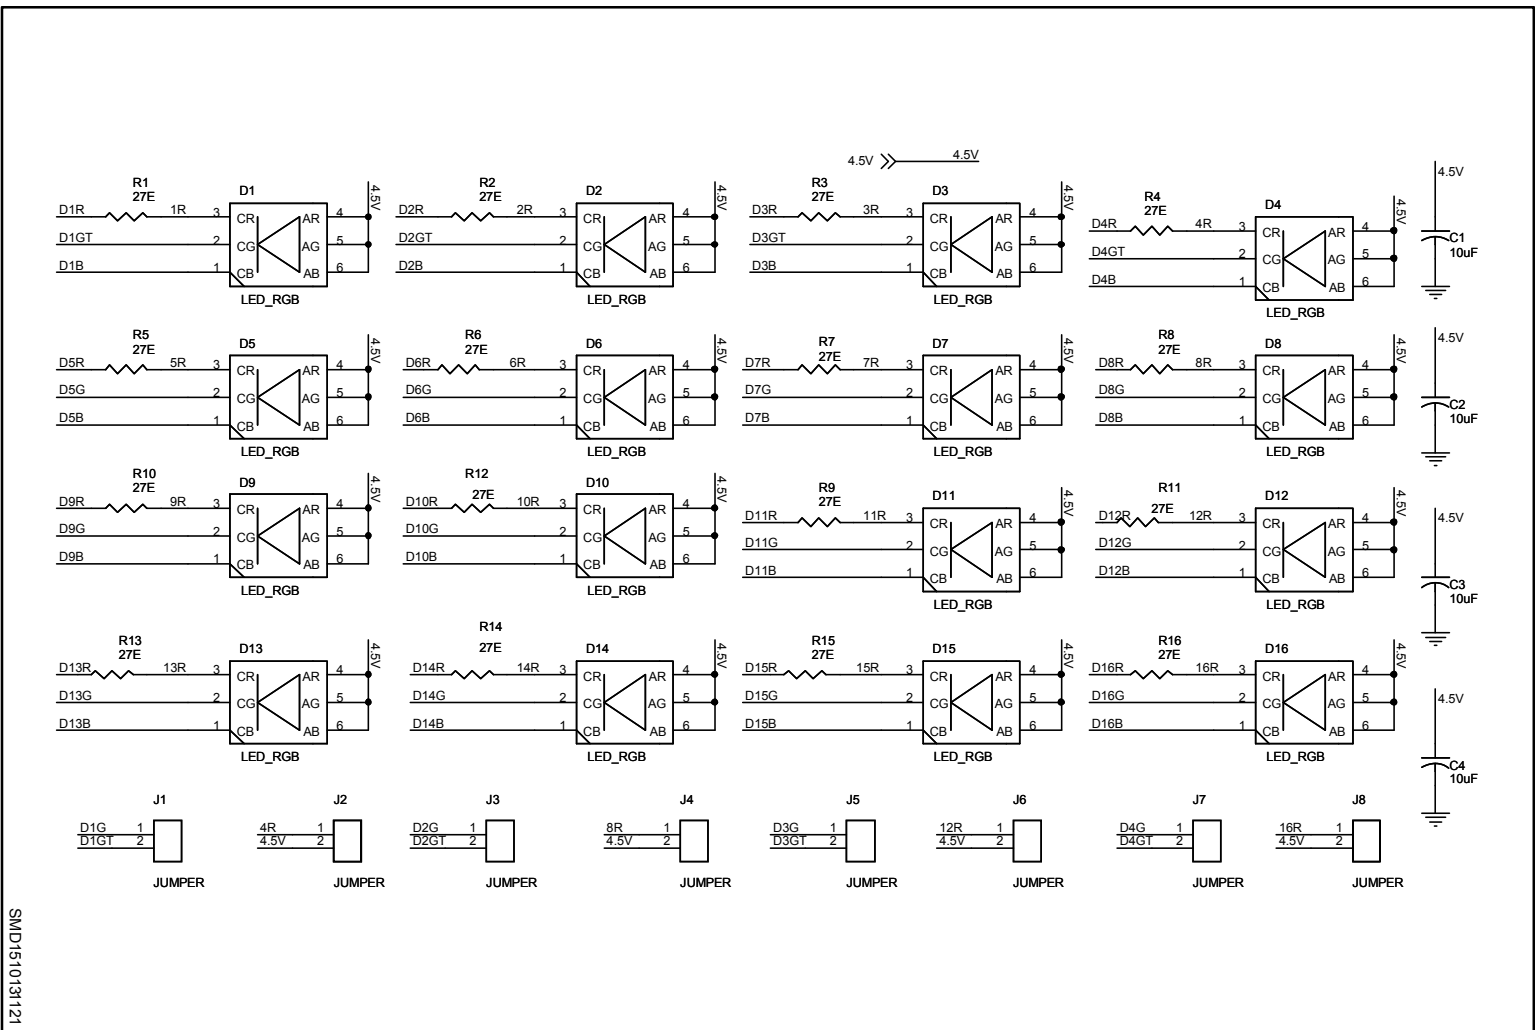 4.5V 4.5V
R1
27E
D1
4.5V
D1R 1R 3 CR AR 4
D1GT 2 CG AG 5
D1B 1 CB AB 6
LED_RGB
R2
27E
D2
4.5V
D2R 2R 3 CR AR 4
D2GT 2 CG AG 5
D2B 1 CB AB 6
LED_RGB
R3
27E
D3
4.5V
D3R 3R 3 CR AR 4
D3GT 2 CG AG 5
D3B 1 CB AB 6
LED_RGB
R4
27E
D4
4.5V
D4R 4R 3 CR AR 4
D4GT 2 CG AG 5
D4B 1 CB AB 6
LED_RGB
4.5V
C1
10uF
R5
27E
D5
4.5V
D5R 5R 3 CR AR 4
D5G 2 CG AG 5
D5B 1 CB AB 6
LED_RGB
R6
27E
D6
4.5V
D6R 6R 3 CR AR 4
D6G 2 CG AG 5
D6B 1 CB AB 6
LED_RGB
R7
27E
D7
4.5V
D7R 7R 3 CR AR 4
D7G 2 CG AG 5
D7B 1 CB AB 6
LED_RGB
R8
27E
D8
4.5V
D8R 8R 3 CR AR 4
D8G 2 CG AG 5
D8B 1 CB AB 6
LED_RGB
4.5V
C2
10uF
R10
27E
D9
4.5V
D9R 9R 3 CR AR 4
D9G 2 CG AG 5
D9B 1 CB AB 6
LED_RGB
R12
27E
D10
4.5V
D10R 10R 3 CR AR 4
D10G 2 CG AG 5
D10B 1 CB AB 6
LED_RGB
R9
27E
D11
4.5V
D11R 11R 3 CR AR 4
D11G 2 CG AG 5
D11B 1 CB AB 6
LED_RGB
R11
27E
D12
4.5V
D12R 12R 3 CR AR 4
D12G 2 CG AG 5
D12B 1 CB AB 6
LED_RGB
4.5V
C3
10uF
R13
27E
D13
4.5V
D13R 13R 3 CR AR 4
D13G 2 CG AG 5
D13B 1 CB AB 6
LED_RGB
R14
27E
D14
4.5V
D14R 14R 3 CR AR 4
D14G 2 CG AG 5
D14B 1 CB AB 6
LED_RGB
R15
27E
D15
4.5V
D15R 15R 3 CR AR 4
D15G 2 CG AG 5
D15B 1 CB AB 6
LED_RGB
R16
27E
D16
4.5V
D16R 16R 3 CR AR 4
D16G 2 CG AG 5
D16B 1 CB AB 6
LED_RGB
4.5V
C4
10uF
J1
D1G 1
D1GT 2
JUMPER
J2
4R 1
4.5V 2
JUMPER
J3
D2G 1
D2GT 2
JUMPER
J4
8R 1
4.5V 2
JUMPER
J5
D3G 1
D3GT 2
JUMPER
J6
12R 1
4.5V 2
JUMPER
J7
D4G 1
D4GT 2
JUMPER
J8
16R 1
4.5V 2
JUMPER
SMD1510131121